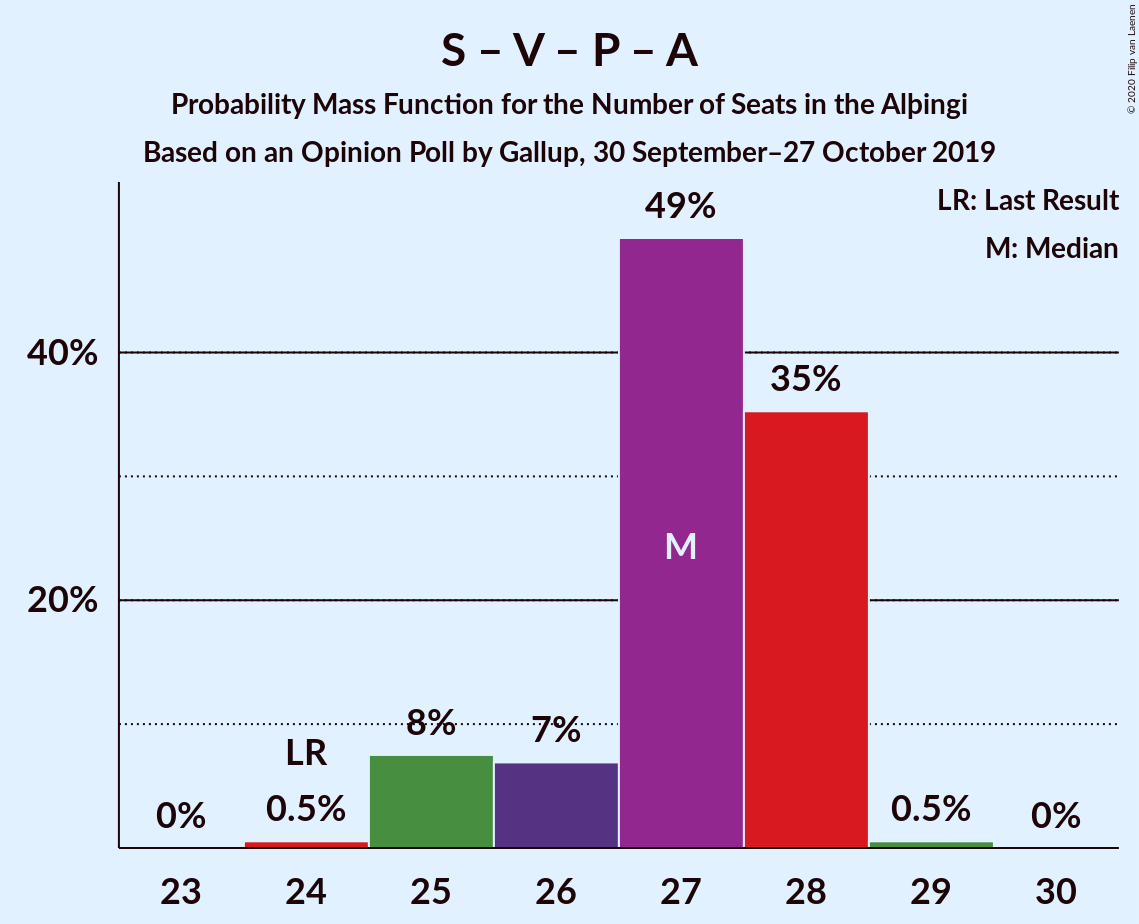 S – V – P – A
Probability Mass Function for the Number of Seats in the Alþingi
Based on an Opinion Poll by Gallup, 30 September–27 October 2019
© 2020 Filip van Laenen
LR: Last Result
M: Median
49%
40%
35%
M
20%
8%
7%
LR
0%
0.5%
0.5%
0%
23 24 25 26 27 28 29 30